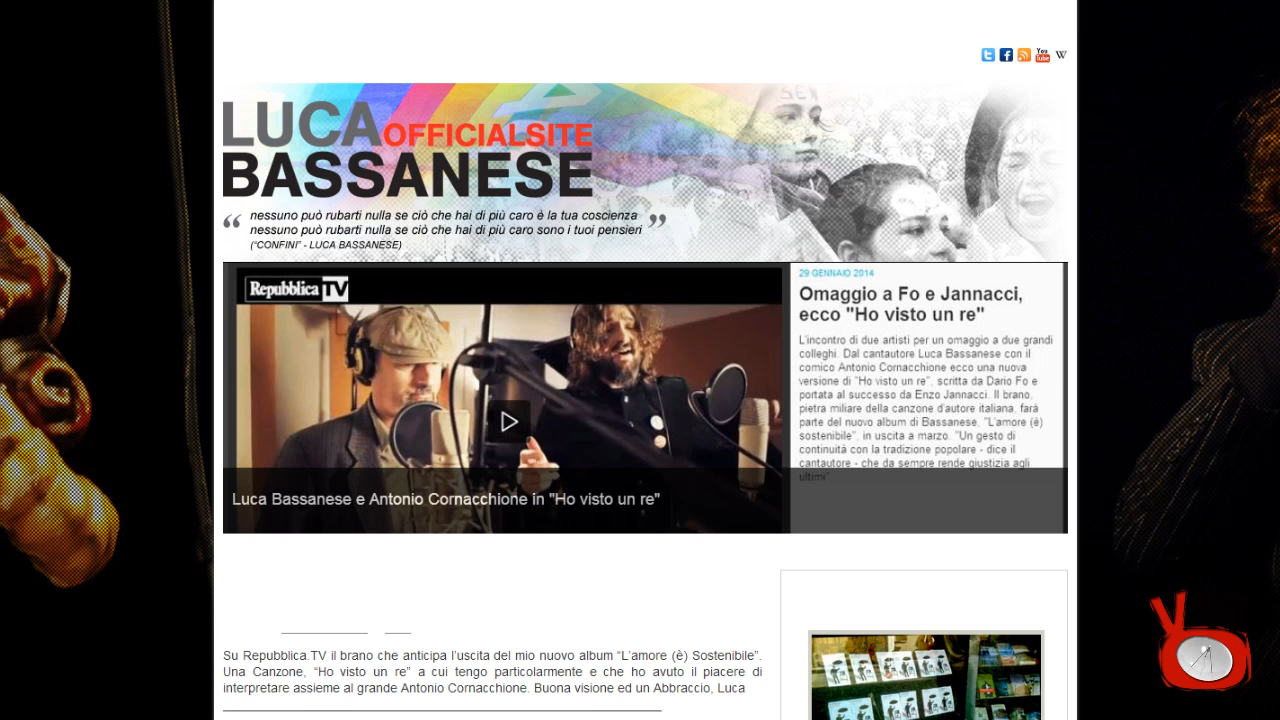 You
Tube
W
LUCA OFFICIALSITE
BASSANESE
“ nessuno può rubarti nulla se ciò che hai di più caro è la tua coscienza
nessuno può rubarti nulla se ciò che hai di più caro sono i tuoi pensieri ”
("CONFINI" - LUCA BASSANESE)
Repubblica TV
29 GENNAIO 2014
Omaggio a Fo e Jannacci,
ecco "Ho visto un re"
L'incontro di due artisti per un omaggio a due grandi
colleghi. Dal cantautore Luca Bassanese con il
comico Antonio Cornacchione ecco una nuova
versione di "Ho visto un re", scritta da Dario Fo e
portata al successo da Enzo Jannacci. Il brano,
pietra miliare della canzone d'autore italiana, farà
parte del nuovo album di Bassanese, "L'amore (è)
sostenibile", in uscita a marzo. "Un gesto di
continuità con la tradizione popolare - dice il
cantautore - che da sempre rende giustizia agli
ultimi"
Luca Bassanese e Antonio Cornacchione in "Ho visto un re"
Su Repubblica.TV il brano che anticipa l'uscita del mio nuovo album “L'amore (è) Sostenibile”.
Una Canzone, “Ho visto un re” a cui tengo particolarmente e che ho avuto il piacere di
interpretare assieme al grande Antonio Cornacchione. Buona visione ed un Abbraccio, Luca